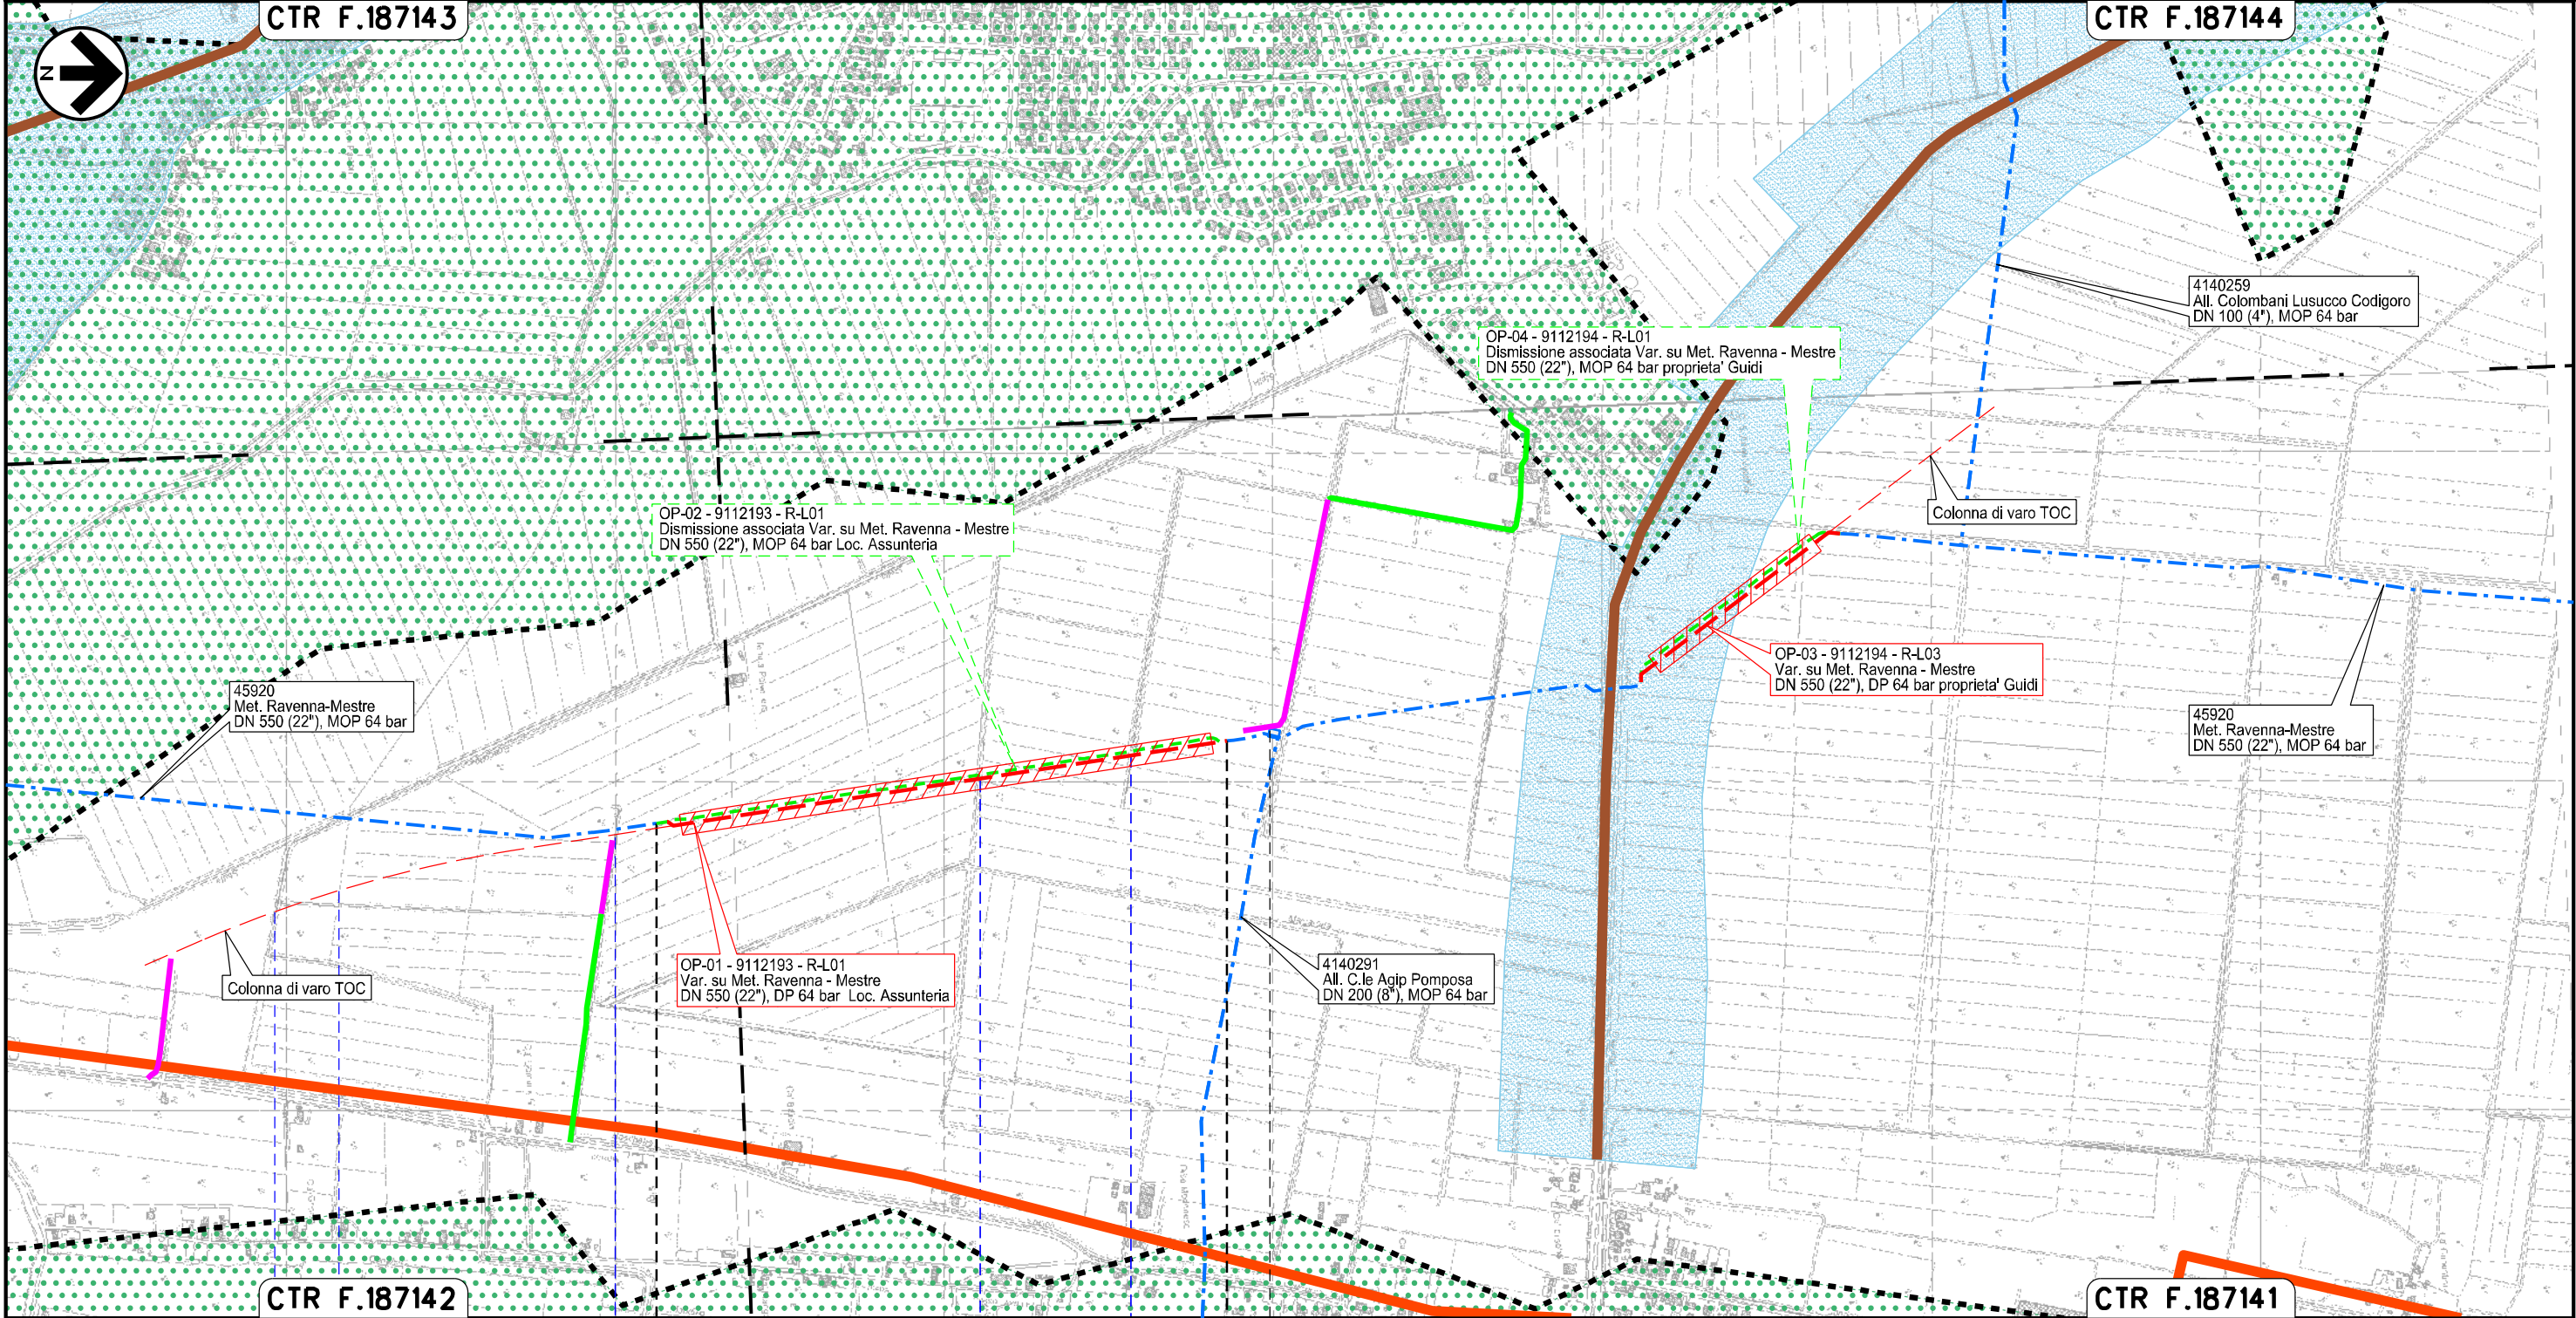 CTR F.187143
CTR F.187144
N
4140259
All. Colombani Lusucco Codigoro
DN 100 (4"), MOP 64 bar
OP-04 - 9112194 - R-L01
Dismissione associata Var. su Met. Ravenna - Mestre
DN 550 (22"), MOP 64 bar proprieta' Guidi
OP-02 - 9112193 - R-L01
Dismissione associata Var. su Met. Ravenna - Mestre
DN 550 (22"), MOP 64 bar Loc. Assunteria
Colonna di varo TOC
OP-03 - 9112194 - R-L03
Var. su Met. Ravenna - Mestre
DN 550 (22"), DP 64 bar proprieta' Guidi
45920
Met. Ravenna-Mestre
DN 550 (22"), MOP 64 bar
45920
Met. Ravenna-Mestre
DN 550 (22"), MOP 64 bar
OP-01 - 9112193 - R-L01
Var. su Met. Ravenna - Mestre
DN 550 (22"), DP 64 bar Loc. Assunteria
4140291
All. C.le Agip Pomposa
DN 200 (8"), MOP 64 bar
Colonna di varo TOC
CTR F.187142
CTR F.187141